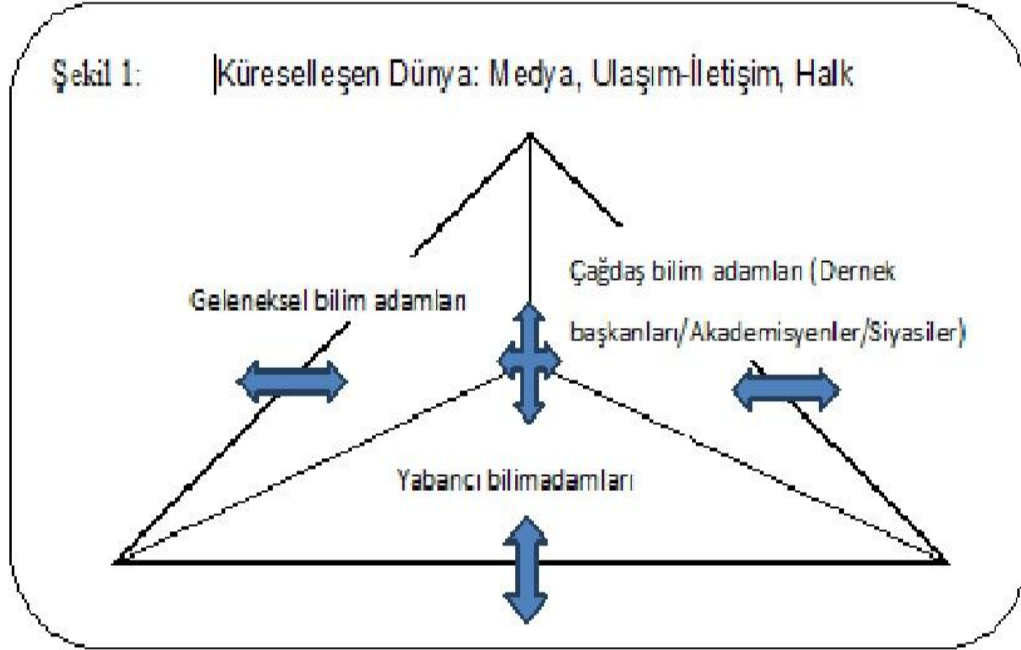 Şekil 1: Küreselleşen Dünya: Medya, Ulaşım-İletişim, Halk
Geleneksel bilim adamları
Çağdaş bilim adamları (Dernek
başkanları/Akademisyenler/Siyasiler)
Yabancı bilimadamları